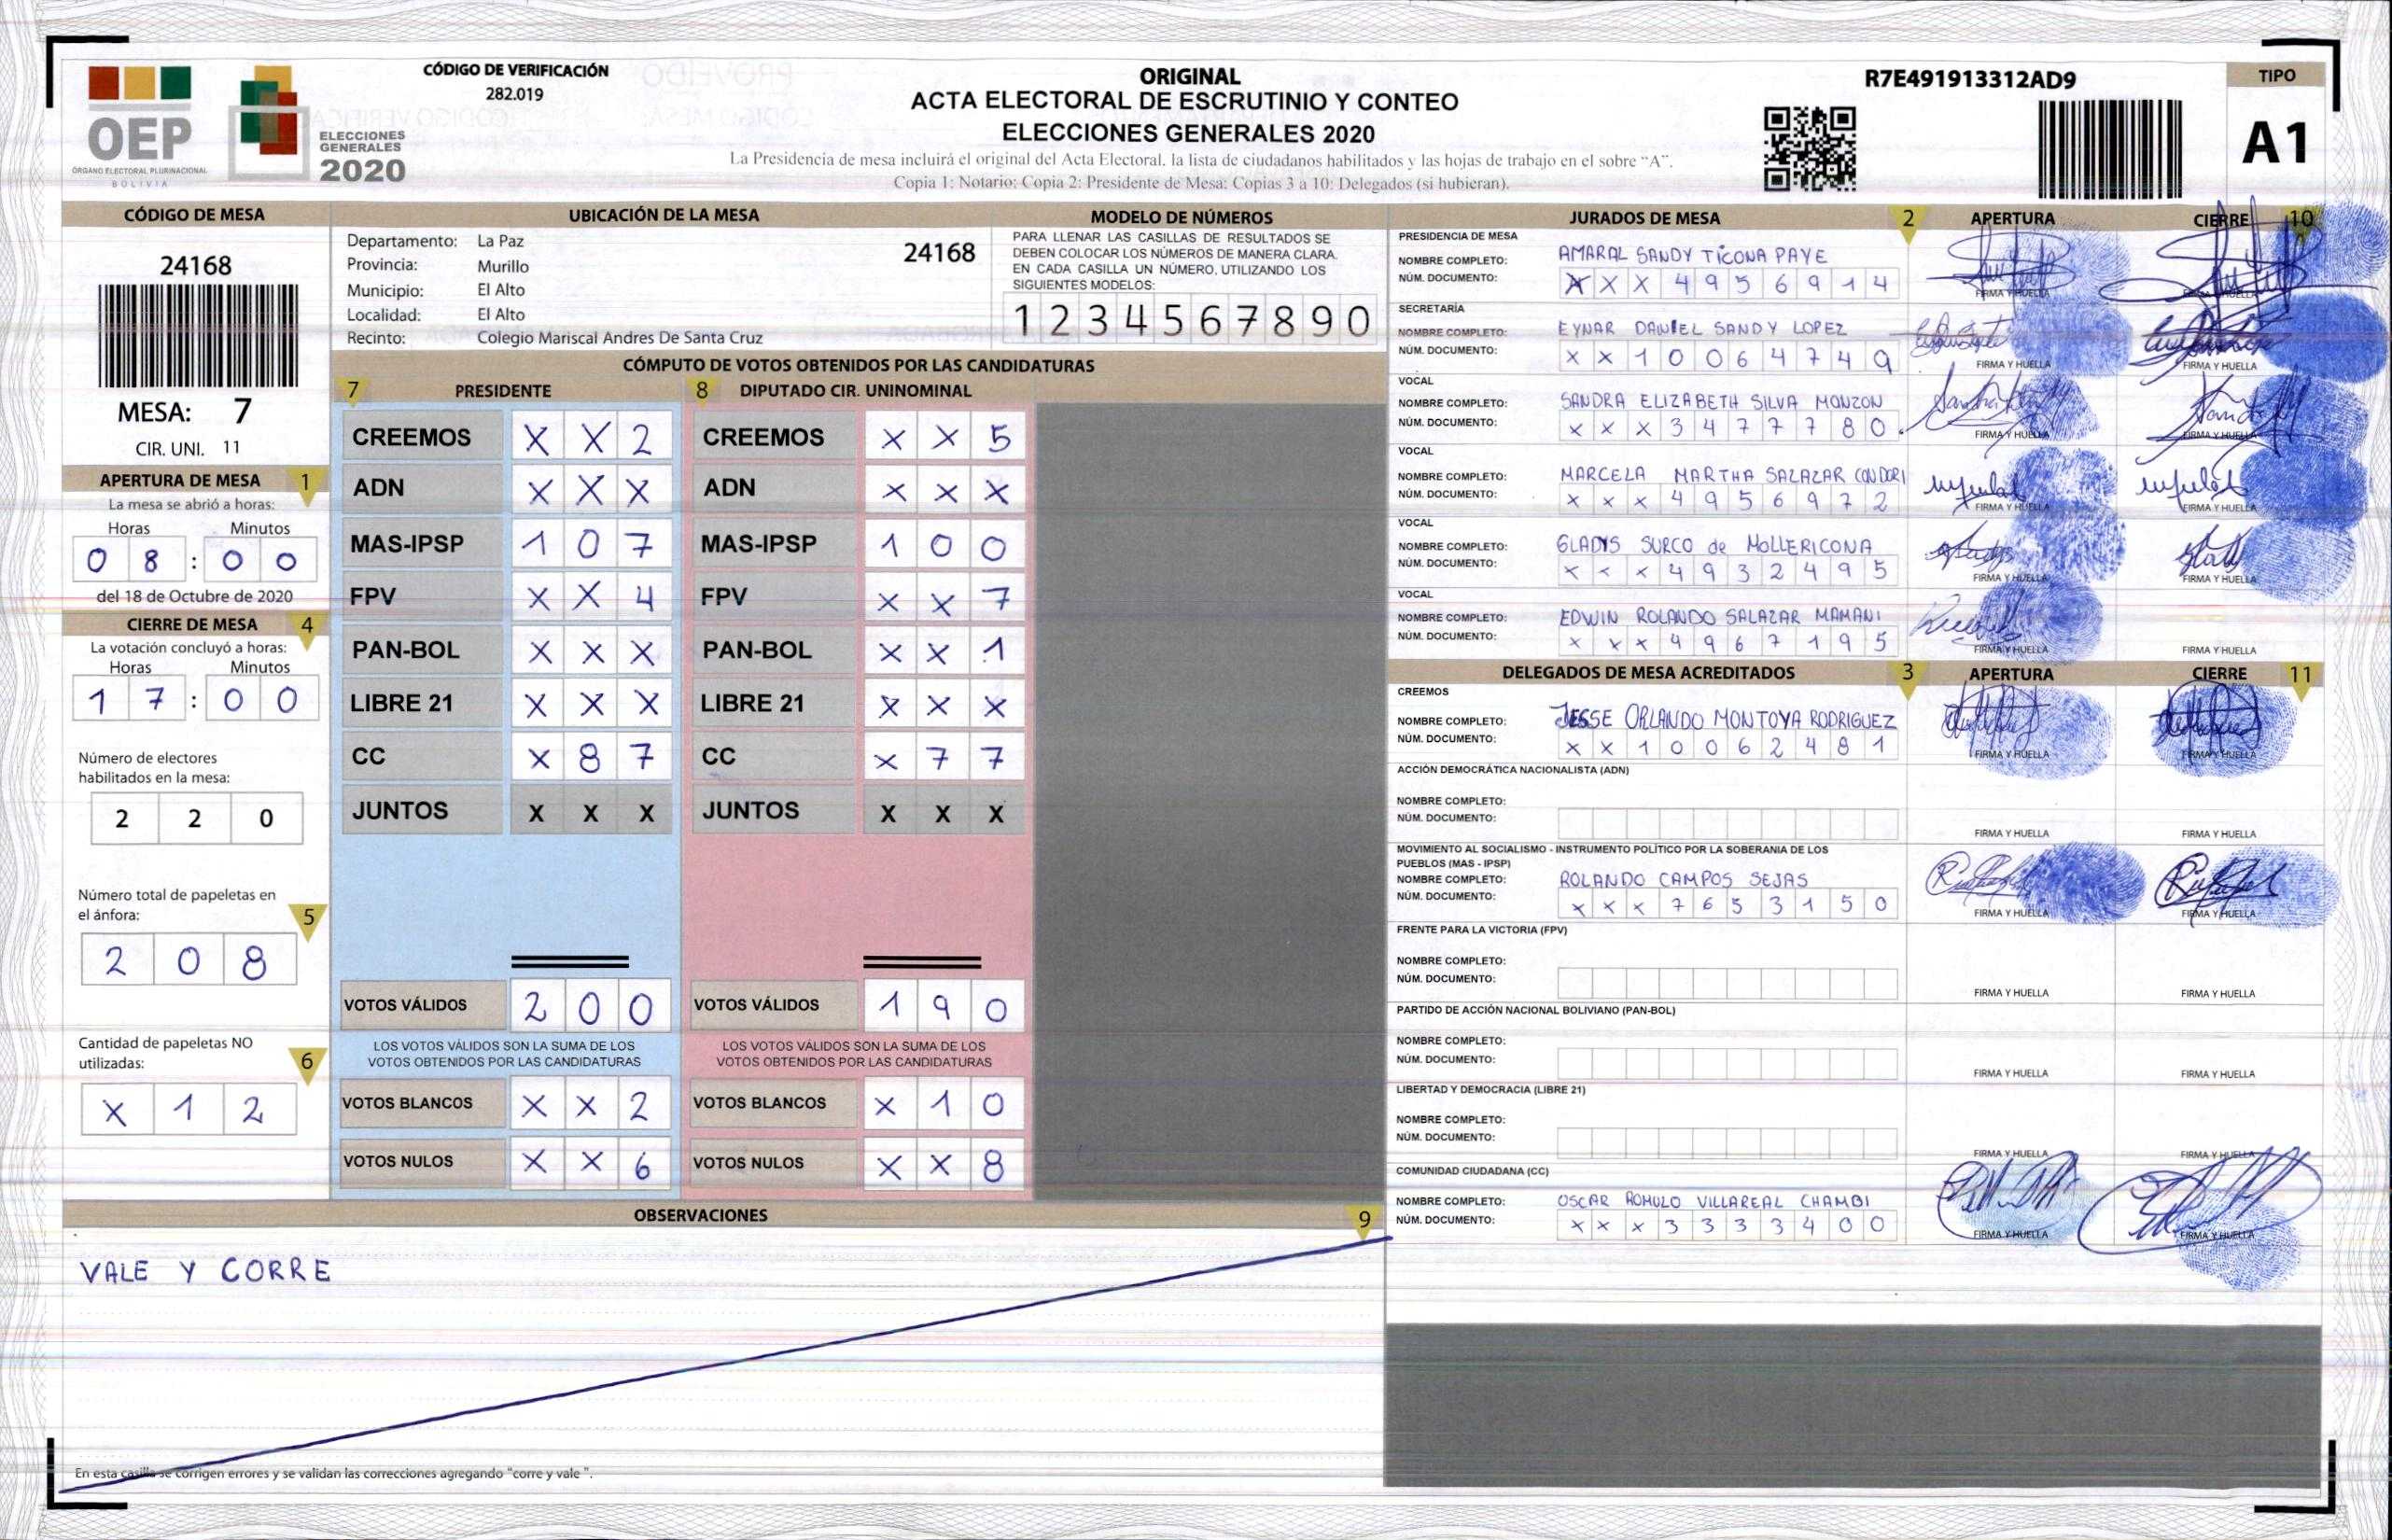 CÓDIGO DE VERIFICACIÓN
282.019
OEP
ÓRGANO ELECTORAL PLURINACIONAL
BOLIVIA
ELECCIONES
GENERALES
2020
ORIGINAL
ACTA ELECTORAL DE ESCRUTINIO Y CONTEO
ELECCIONES GENERALES 2020
La Presidencia de mesa incluirá el original del Acta Electoral, la lista de ciudadanos habilitados y las hojas de trabajo en el sobre “A”.
Copia 1: Notario; Copia 2: Presidente de Mesa; Copias 3 a 10: Delegados (si hubieran).
R7E491913312AD9
TIPO
A1
CÓDIGO DE MESA
24168
MESA: 7
CIR. UNI. 11
APERTURA DE MESA 1
La mesa se abrió a horas:
Horas Minutos
0 8 : 0 0
del 18 de Octubre de 2020
CIERRE DE MESA 4
La votación concluyó a horas:
Horas Minutos
1 7 : 0 0
Número de electores
habilitados en la mesa:
2 2 0
Número total de papeletas en
el ánfora: 5
2 0 8
Cantidad de papeletas NO
utilizadas: 6
X 1 2
UBICACIÓN DE LA MESA
Departamento: La Paz 24168
Provincia: Murillo
Municipio: El Alto
Localidad: El Alto
Recinto: Colegio Mariscal Andres De Santa Cruz
MODELO DE NÚMEROS
PARA LLENAR LAS CASILLAS DE RESULTADOS SE
DEBEN COLOCAR LOS NÚMEROS DE MANERA CLARA.
EN CADA CASILLA UN NÚMERO, UTILIZANDO LOS
SIGUIENTES MODELOS:
1 2 3 4 5 6 7 8 9 0
CÓMPUTO DE VOTOS OBTENIDOS POR LAS CANDIDATURAS
7 PRESIDENTE 8 DIPUTADO CIR. UNINOMINAL
CREEMOS X X 2 CREEMOS X X 5
ADN X X X ADN X X X
MAS-IPSP 1 0 7 MAS-IPSP 1 0 0
FPV X X 4 FPV X X 7
PAN-BOL X X X PAN-BOL X X 1
LIBRE 21 X X X LIBRE 21 X X X
CC X 8 7 CC X 7 7
JUNTOS X X X JUNTOS X X X
VOTOS VÁLIDOS 2 0 0 VOTOS VÁLIDOS 1 9 0
LOS VOTOS VÁLIDOS SON LA SUMA DE LOS LOS VOTOS VÁLIDOS SON LA SUMA DE LOS
VOTOS OBTENIDOS POR LAS CANDIDATURAS VOTOS OBTENIDOS POR LAS CANDIDATURAS
VOTOS BLANCOS X X 2 VOTOS BLANCOS X 1 0
VOTOS NULOS X X 6 VOTOS NULOS X X 8
OBSERVACIONES 9
VALE Y CORRE
En esta casilla se corrigen errores y se validan las correcciones agregando “corre y vale ”.
JURADOS DE MESA 2 APERTURA CIERRE 10
PRESIDENCIA DE MESA
NOMBRE COMPLETO: AMARAL SANDY TICONA PAYE
NÚM. DOCUMENTO: X X X 4 9 5 6 9 1 4
FIRMA Y HUELLA FIRMA Y HUELLA
SECRETARÍA
NOMBRE COMPLETO: EYNAR DANIEL SANDY LOPEZ
NÚM. DOCUMENTO: X X 1 0 0 6 4 7 4 9
FIRMA Y HUELLA FIRMA Y HUELLA
VOCAL
NOMBRE COMPLETO: SANDRA ELIZABETH SILVA MONZON
NÚM. DOCUMENTO: X X X 3 4 7 7 7 8 0
FIRMA Y HUELLA FIRMA Y HUELLA
VOCAL
NOMBRE COMPLETO: MARCELA MARTHA SALAZAR CONDORI
NÚM. DOCUMENTO: X X X 4 9 5 6 9 7 2
FIRMA Y HUELLA FIRMA Y HUELLA
VOCAL
NOMBRE COMPLETO: GLADYS SURCO de MOLLERICONA
NÚM. DOCUMENTO: X X X 4 9 3 2 4 9 5
FIRMA Y HUELLA FIRMA Y HUELLA
VOCAL
NOMBRE COMPLETO: EDWIN ROLANDO SALAZAR MAMANI
NÚM. DOCUMENTO: X X X 4 9 6 7 1 9 5
FIRMA Y HUELLA FIRMA Y HUELLA
DELEGADOS DE MESA ACREDITADOS 3 APERTURA CIERRE 11
CREEMOS
NOMBRE COMPLETO: JESSE ORLANDO MONTOYA RODRIGUEZ
NÚM. DOCUMENTO: X X 1 0 0 6 2 4 8 1
FIRMA Y HUELLA FIRMA Y HUELLA
ACCIÓN DEMOCRÁTICA NACIONALISTA (ADN)
NOMBRE COMPLETO:
NÚM. DOCUMENTO:
FIRMA Y HUELLA FIRMA Y HUELLA
MOVIMIENTO AL SOCIALISMO - INSTRUMENTO POLÍTICO POR LA SOBERANIA DE LOS
PUEBLOS (MAS - IPSP)
NOMBRE COMPLETO: ROLANDO CAMPOS SEJAS
NÚM. DOCUMENTO: X X X 7 6 5 3 1 5 0
FIRMA Y HUELLA FIRMA Y HUELLA
FRENTE PARA LA VICTORIA (FPV)
NOMBRE COMPLETO:
NÚM. DOCUMENTO:
FIRMA Y HUELLA FIRMA Y HUELLA
PARTIDO DE ACCIÓN NACIONAL BOLIVIANO (PAN-BOL)
NOMBRE COMPLETO:
NÚM. DOCUMENTO:
FIRMA Y HUELLA FIRMA Y HUELLA
LIBERTAD Y DEMOCRACIA (LIBRE 21)
NOMBRE COMPLETO:
NÚM. DOCUMENTO:
FIRMA Y HUELLA FIRMA Y HUELLA
COMUNIDAD CIUDADANA (CC)
NOMBRE COMPLETO: OSCAR ROMULO VILLAREAL CHAMBI
NÚM. DOCUMENTO: X X X 3 3 3 3 4 0 0
FIRMA Y HUELLA FIRMA Y HUELLA